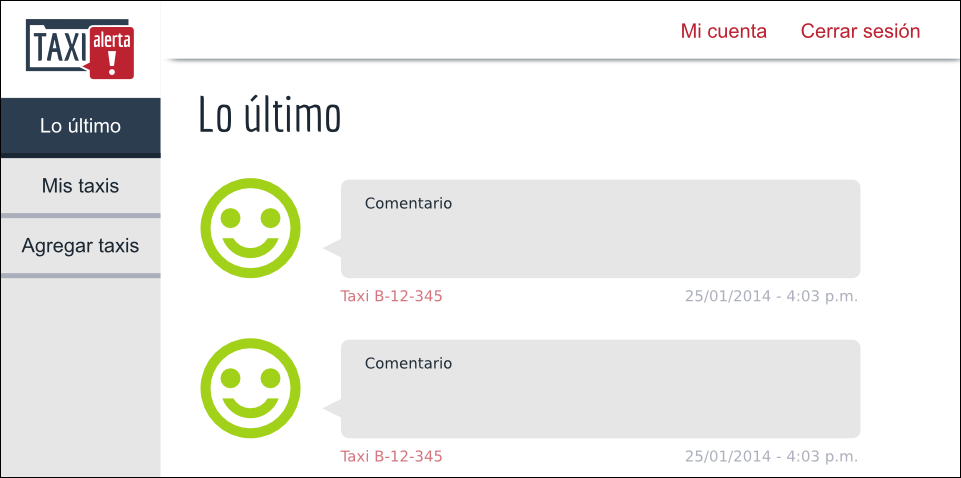 TAXI alerta!
Mi cuenta Cerrar sesión
Lo último
Mis taxis
Agregar taxis
Lo último
Comentario
Taxi B-12-345 25/01/2014 - 4:03 p.m.
Comentario
Taxi B-12-345 25/01/2014 - 4:03 p.m.